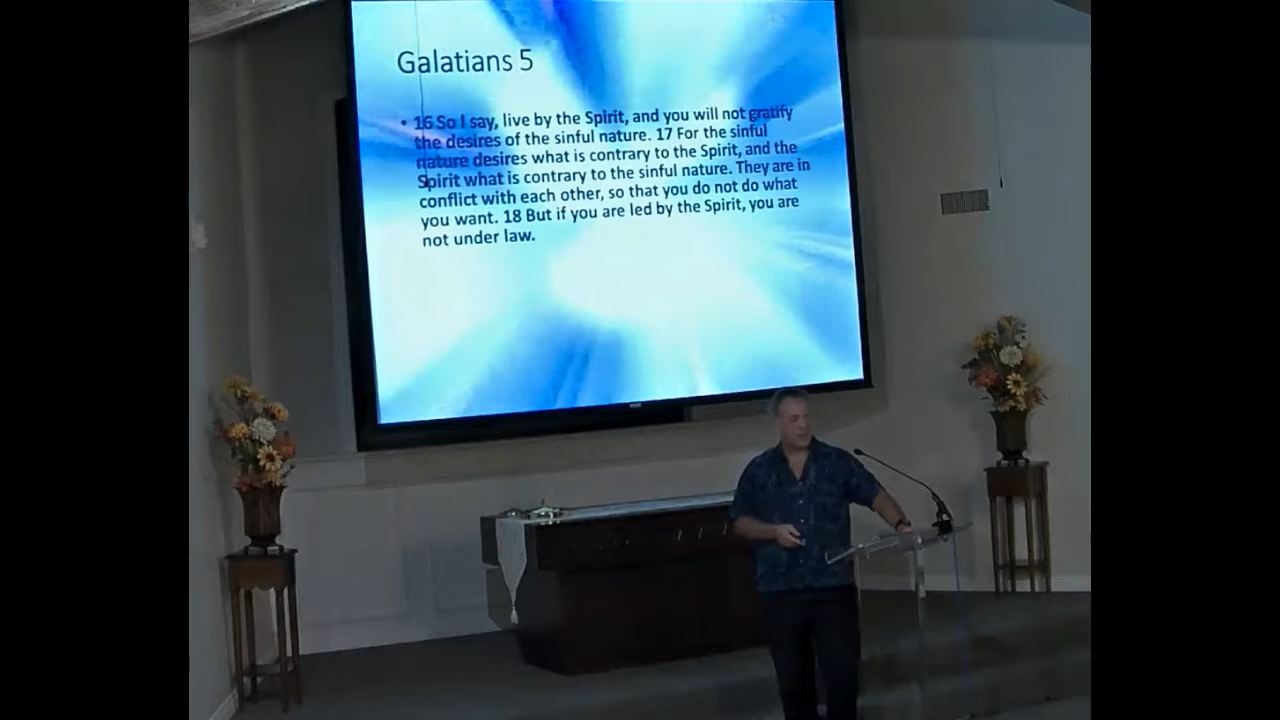 Galatians 5
• 16 So I say, live by the Spirit, and you will not gratify
the desires of the sinful nature. 17 For the sinful
nature desires what is contrary to the Spirit, and the
Spirit what is contrary to the sinful nature. They are in
conflict with each other, so that you do not do what
you want. 18 But if you are led by the Spirit, you are
not under law.